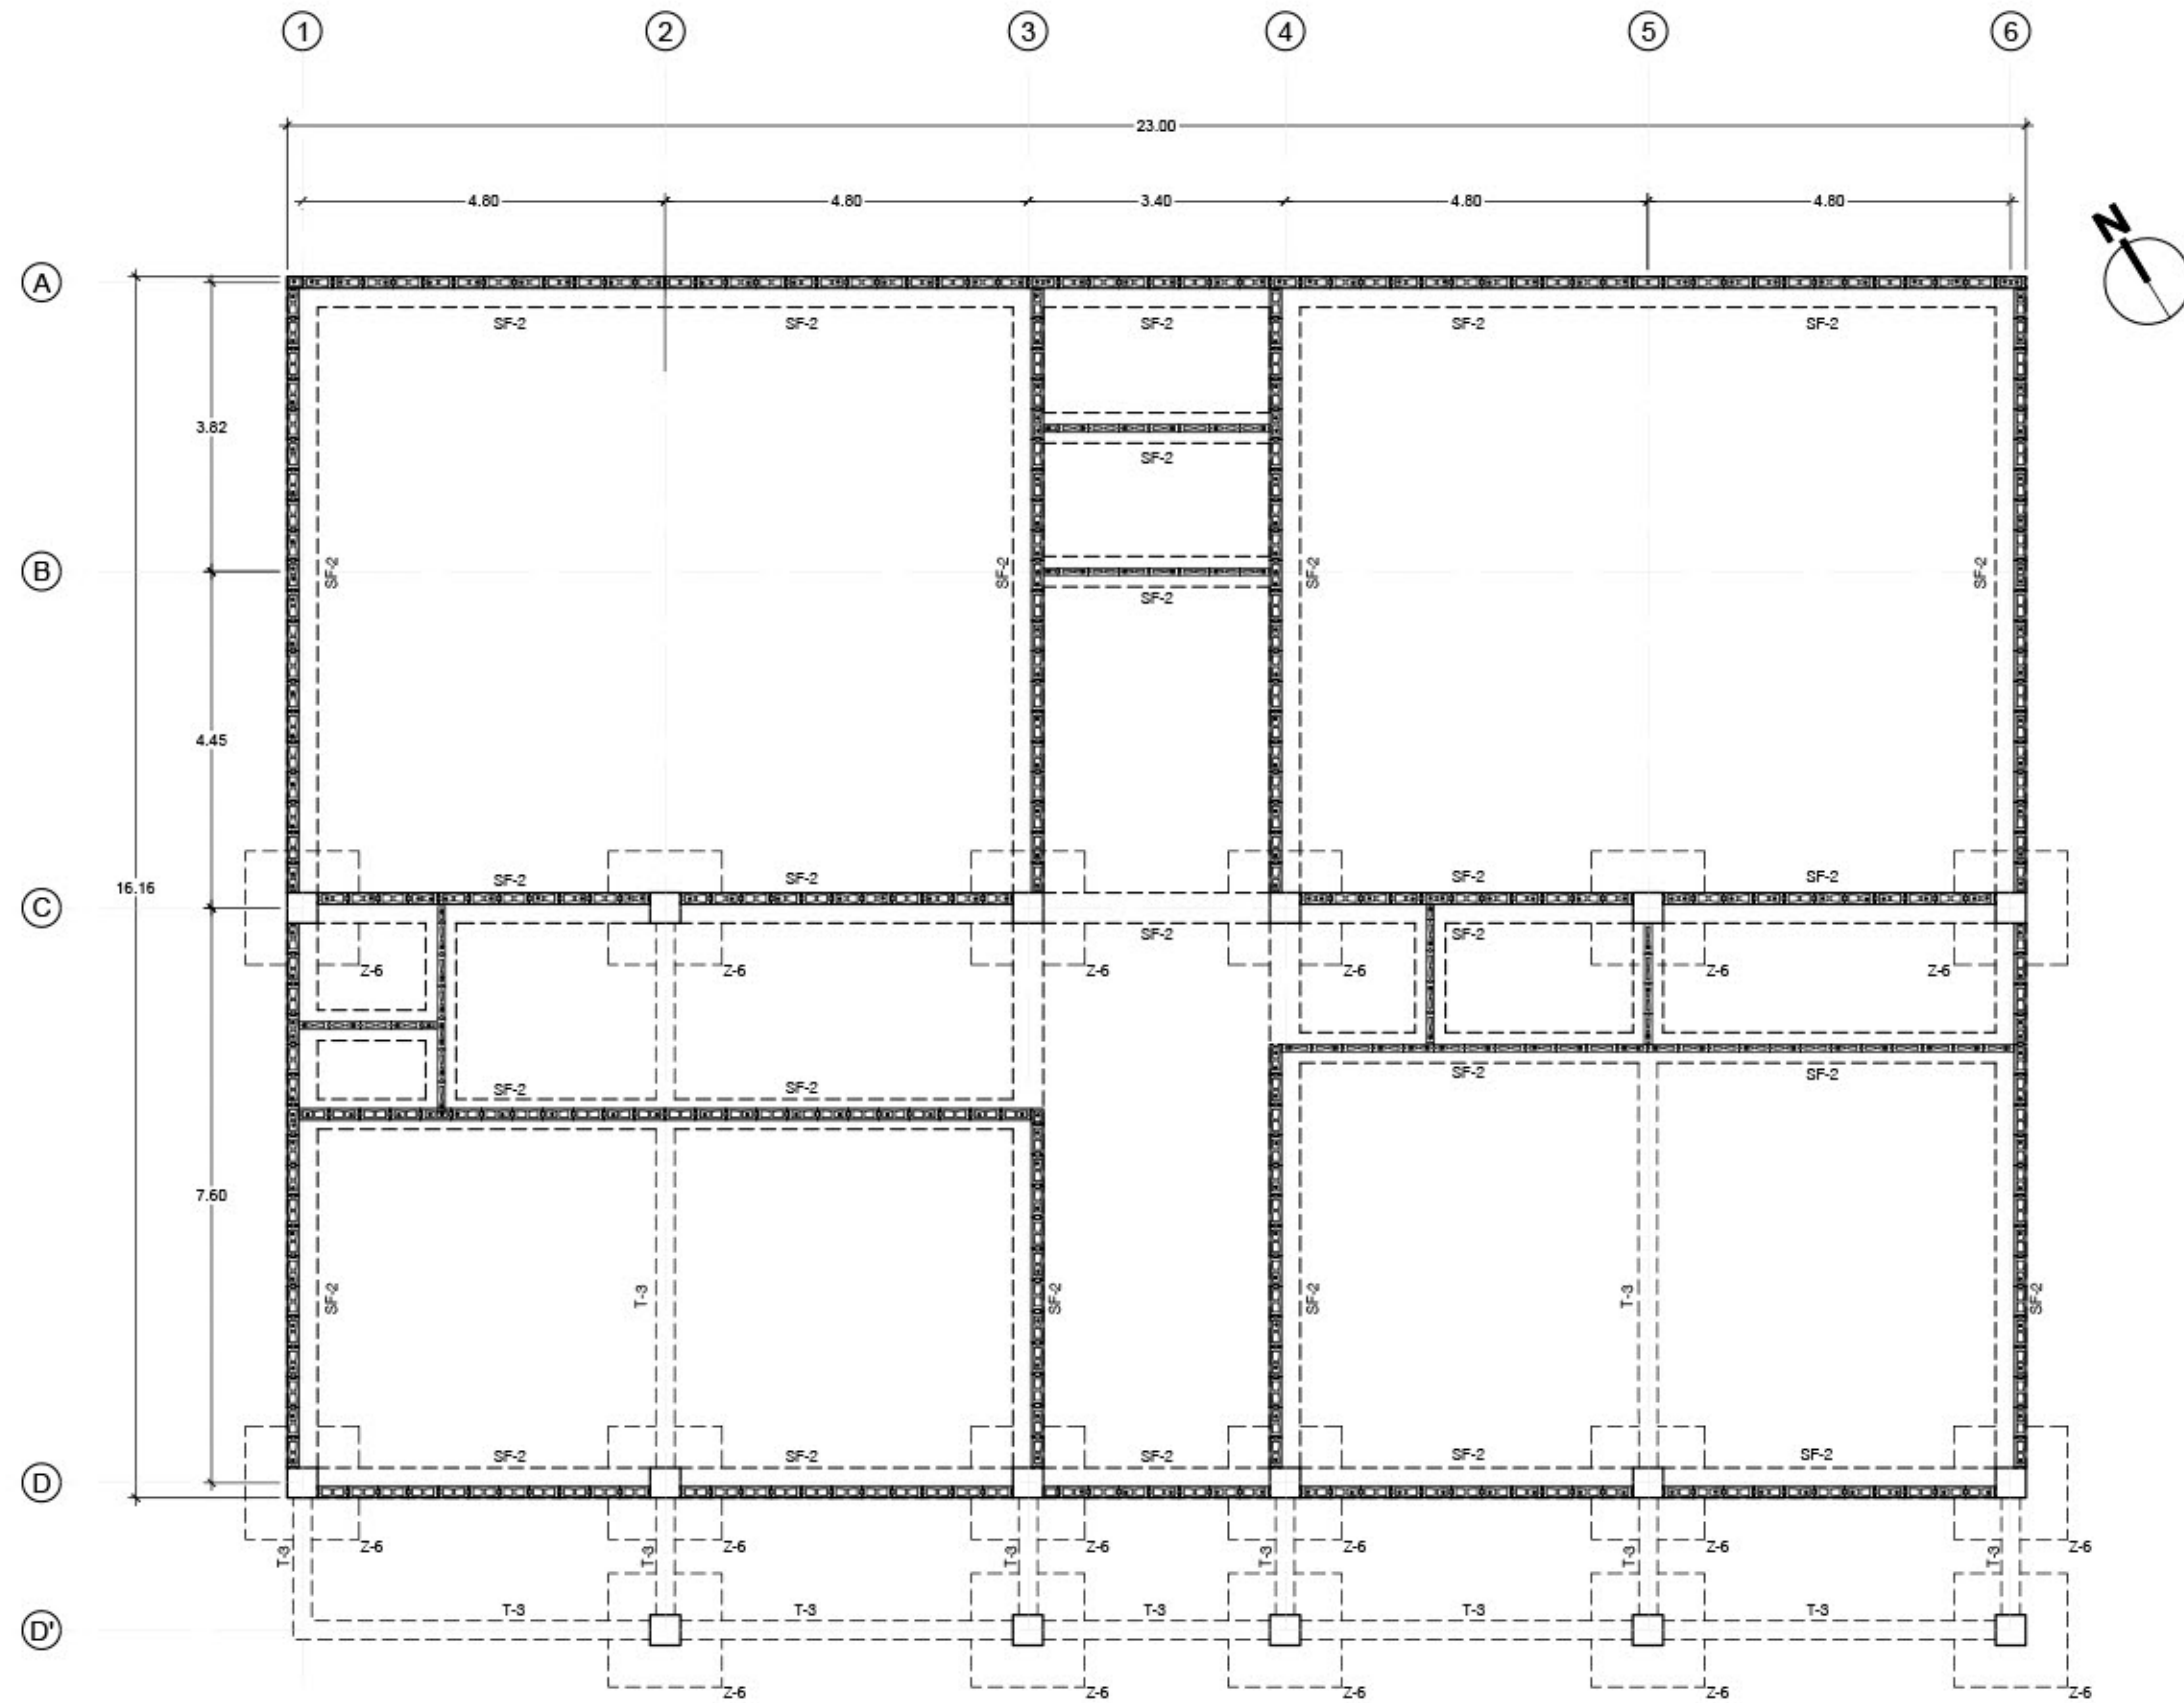 1 2 3 4 5 6
23.00
4.80 4.80 3.40 4.80 4.80
N
A
SF-2 SF-2 SF-2 SF-2 SF-2
3.82
SF-2
B
SF-2 SF-2 SF-2 SF-2
SF-2
4.45
SF-2 SF-2 SF-2 SF-2
16.16
C
SF-2 SF-2
Z-6 Z-6 Z-6 Z-6 Z-6 Z-6
SF-2 SF-2 SF-2 SF-2
7.60
SF-2 T-3 SF-2 SF-2 T-3 SF-2
SF-2 SF-2 SF-2 SF-2 SF-2
D
Z-6 Z-6 Z-6 Z-6 Z-6 Z-6
T-3 T-3 T-3 T-3 T-3 T-3
T-3 T-3 T-3 T-3 T-3
D'
Z-6 Z-6 Z-6 Z-6 Z-6